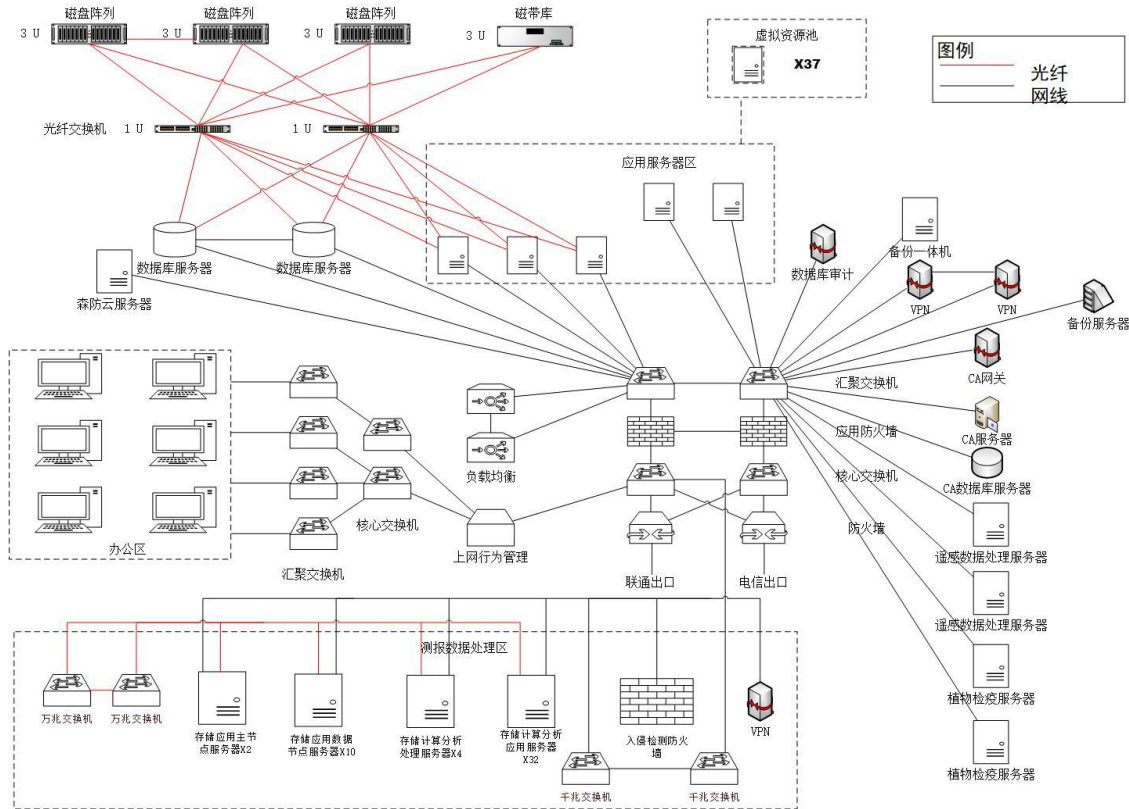 磁盘阵列
磁盘阵列
磁盘阵列
磁带库
3 U
3 U
3 U
3 U
虚拟资源池
X37
图例
光纤
网线
光纤交换机
1 U
1 U
应用服务器区
数据库服务器
数据库服务器
森防云服务器
数据库审计
备份一体机
VPN
VPN
备份服务器
CA网关
汇聚交换机
CA服务器
应用防火墙
CA数据库服务器
核心交换机
负载均衡
防火墙
遥感数据处理服务器
办公区
核心交换机
上网行为管理
汇聚交换机
联通出口
电信出口
遥感数据处理服务器
测报数据处理区
植物检疫服务器
万兆交换机
万兆交换机
存储应用主节
点服务器X2
存储应用数据
节点服务器X10
存储计算分析
处理服务器X4
存储计算分析
应用服务器
X32
入侵检测防火
墙
VPN
植物检疫服务器
千兆交换机
千兆交换机